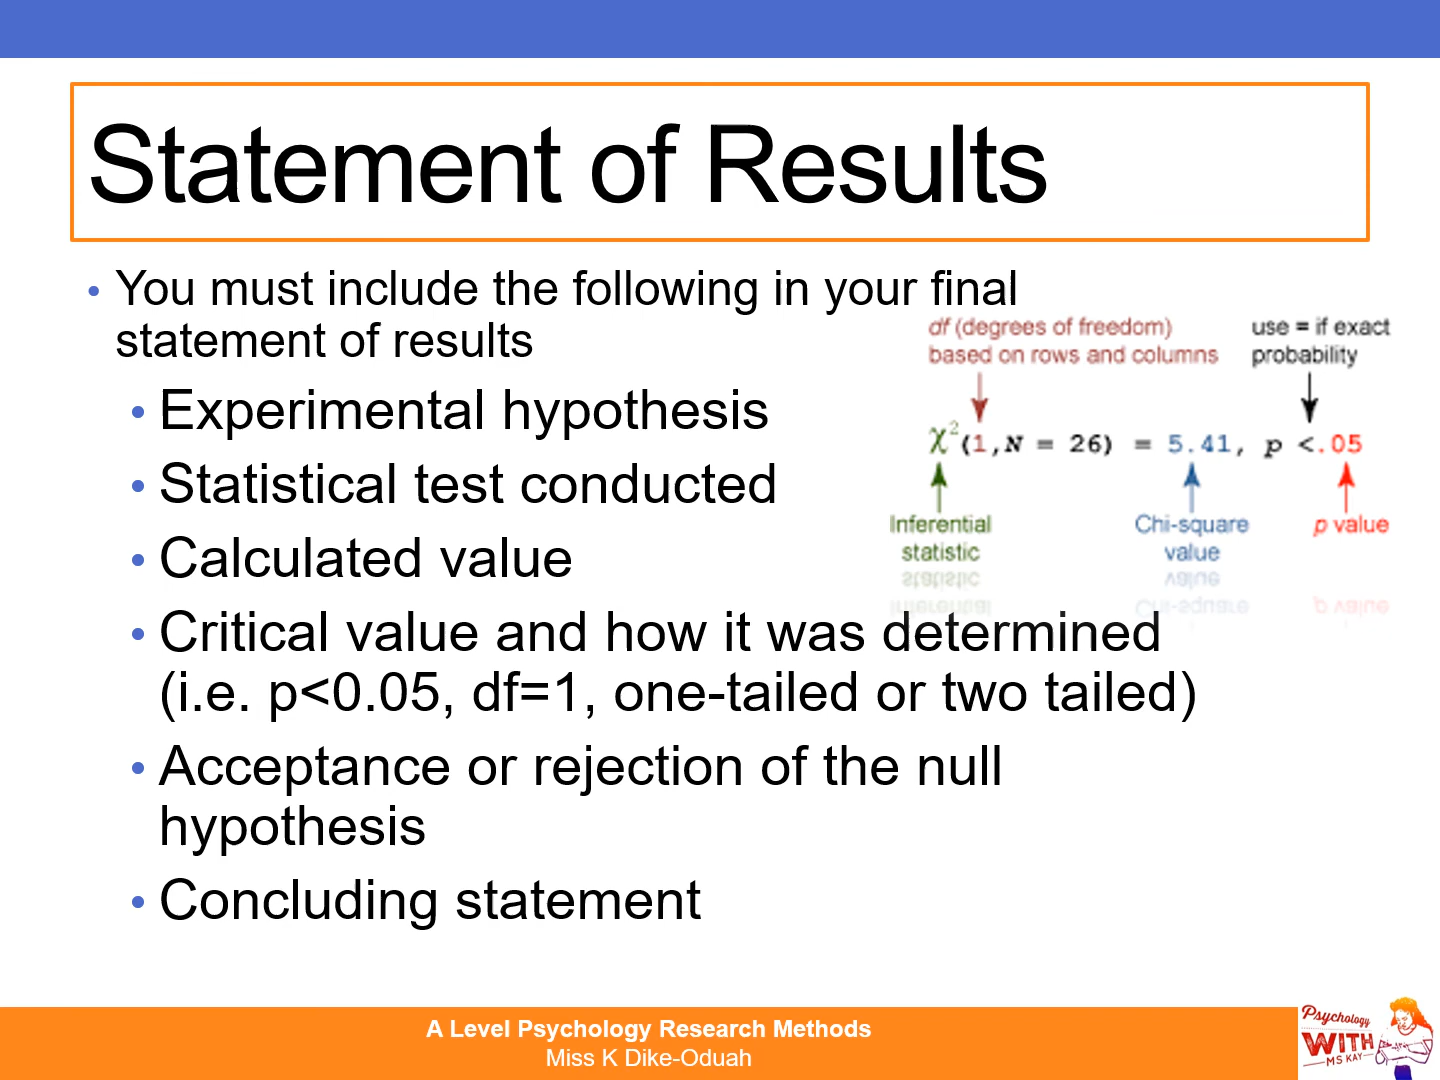 Statement of Results
• You must include the following in your final
statement of results
• Experimental hypothesis
• Statistical test conducted
• Calculated value
• Critical value and how it was determined
(i.e. p<0.05, df=1, one-tailed or two tailed)
• Acceptance or rejection of the null
hypothesis
• Concluding statement
df (degrees of freedom)
based on rows and columns
use = if exact
probability
χ²(1,N = 26) = 5.41, p <.05
Inferential
statistic
Chi-square
value
p value
A Level Psychology Research Methods
Miss K Dike-Oduah
Psychology
WITH
MS KAY